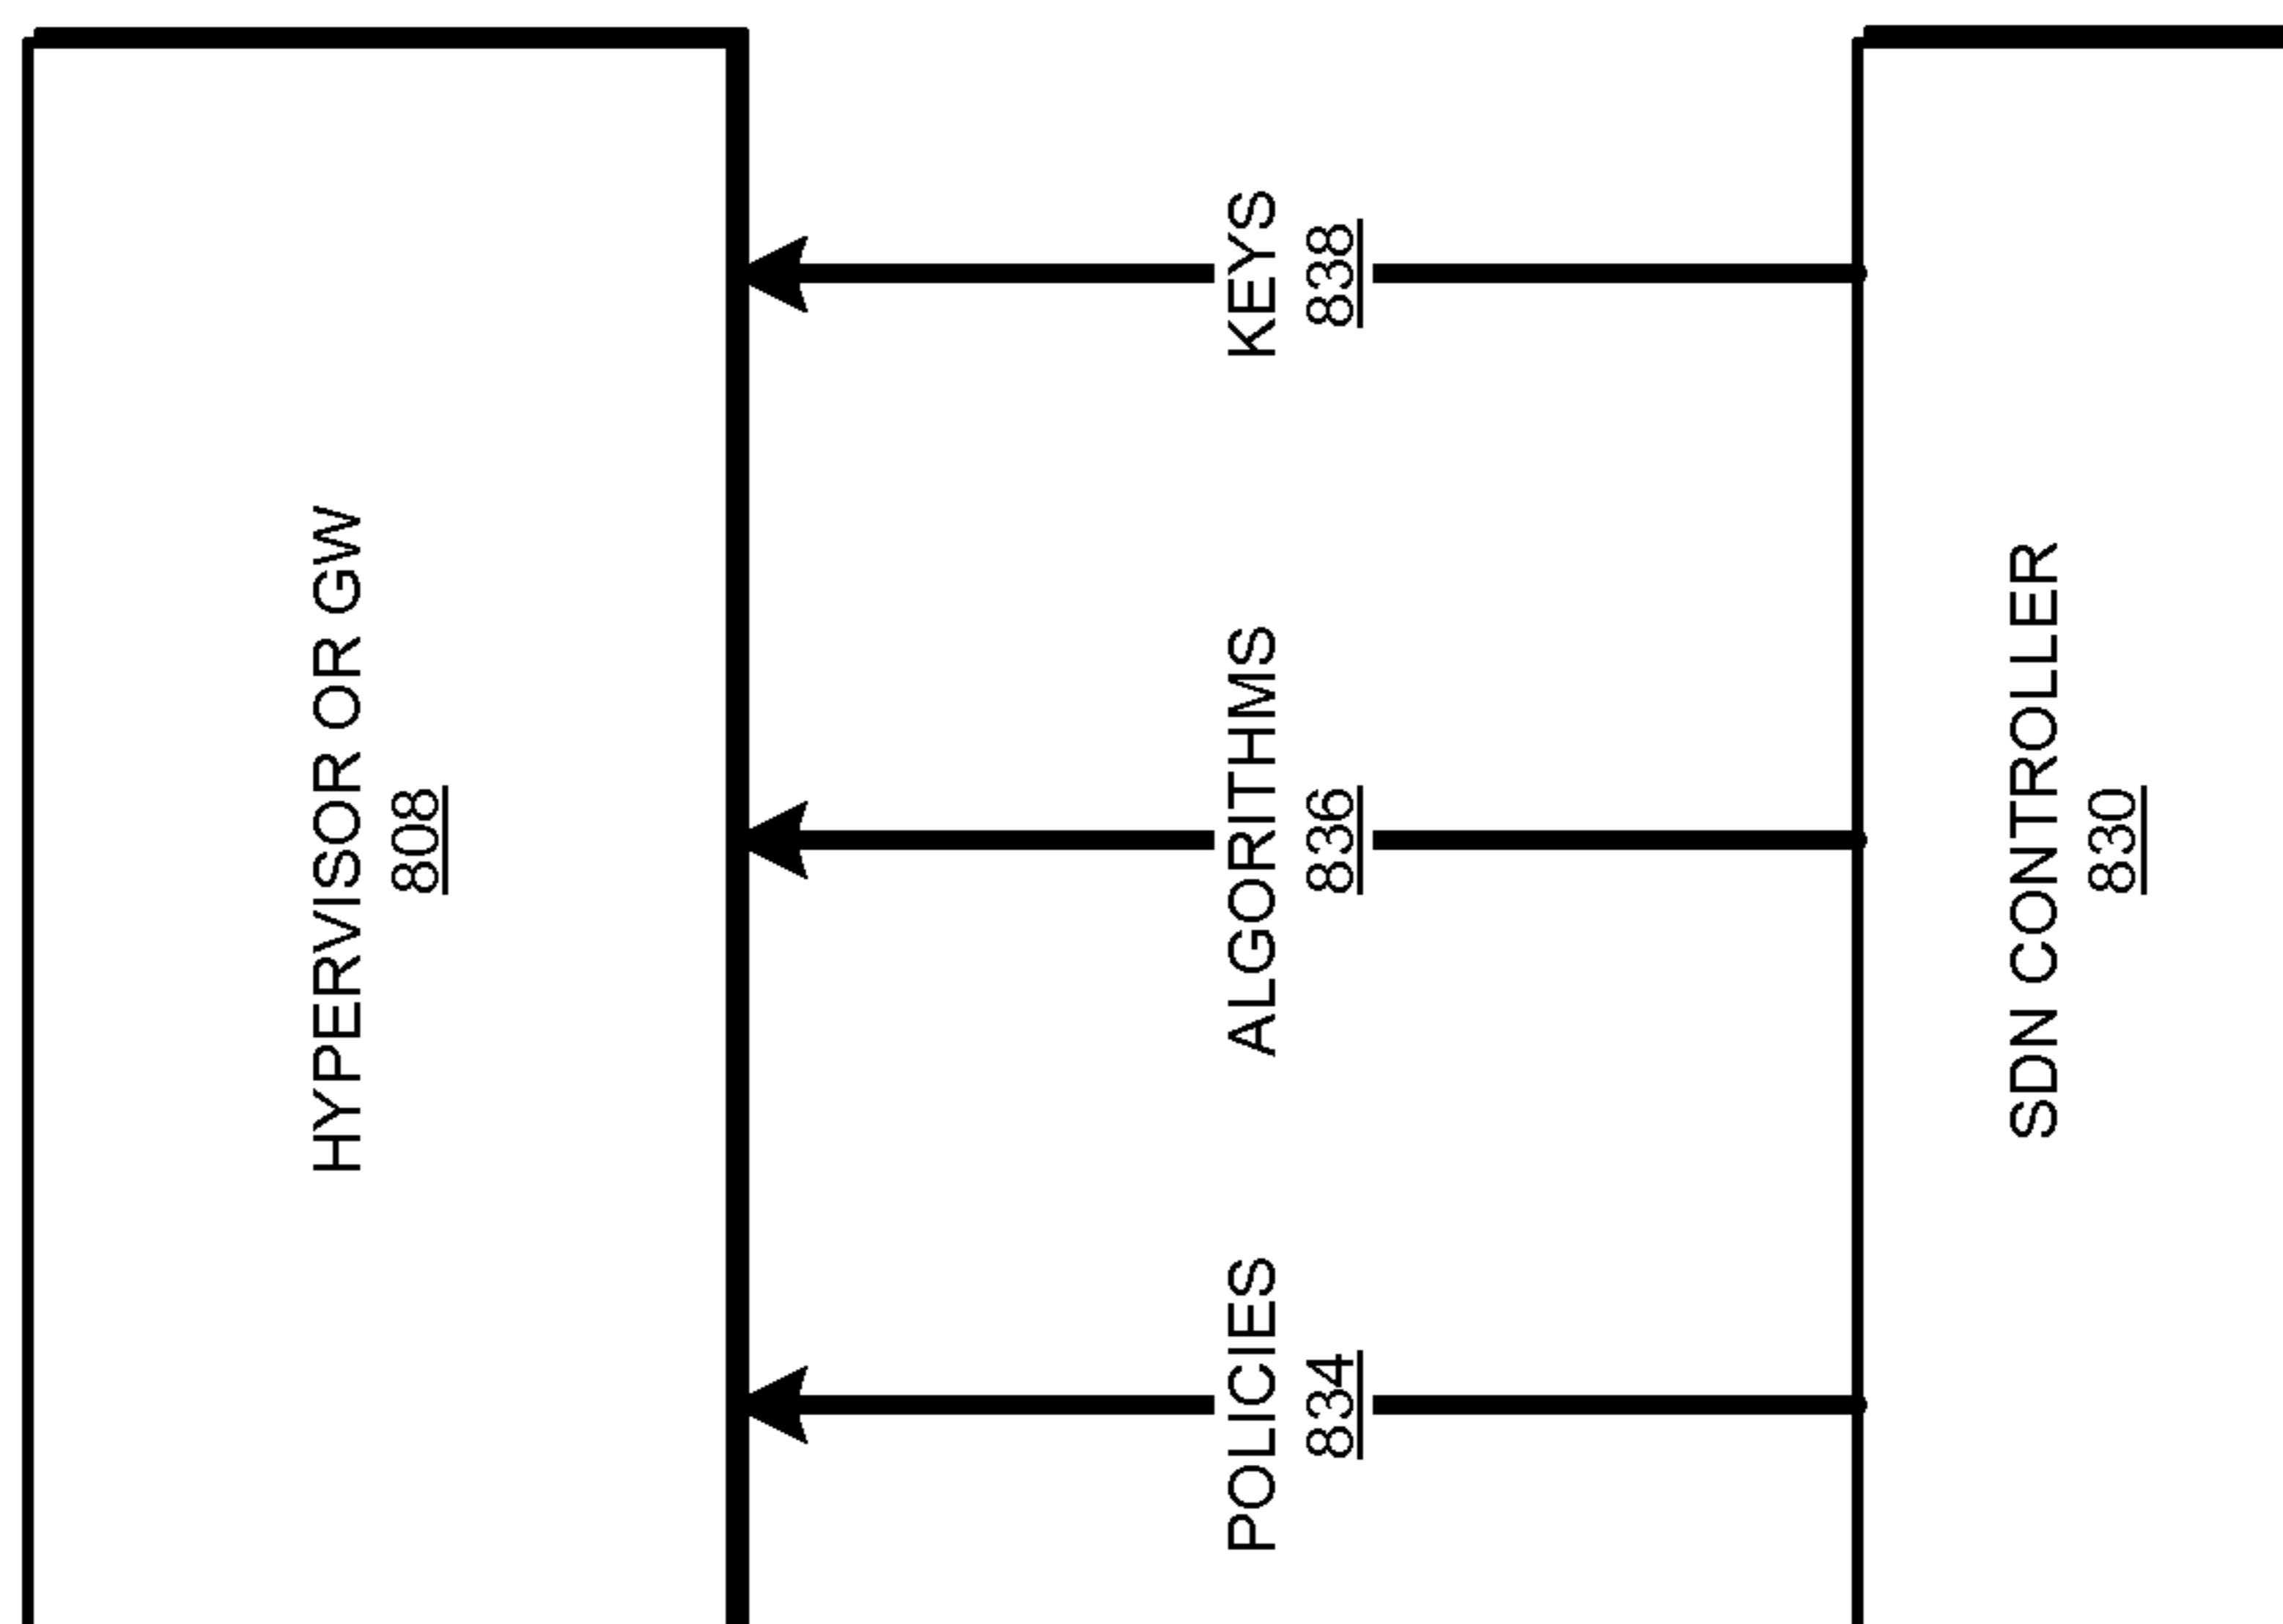 HYPERVISOR OR GW
808
POLICIES
834
ALGORITHMS
836
KEYS
838
SDN CONTROLLER
830